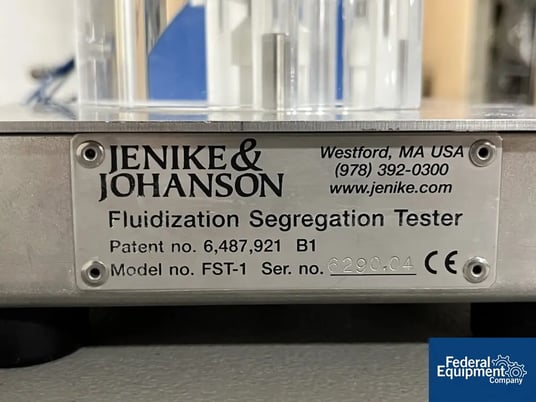 JENIKE &
JOHANSON
Westford, MA USA
(978) 392-0300
www.jenike.com
Fluidization Segregation Tester
Patent no. 6,487,921 B1
Model no. FST-1 Ser. no. 6290.04 CE
Federal
Equipment
Company